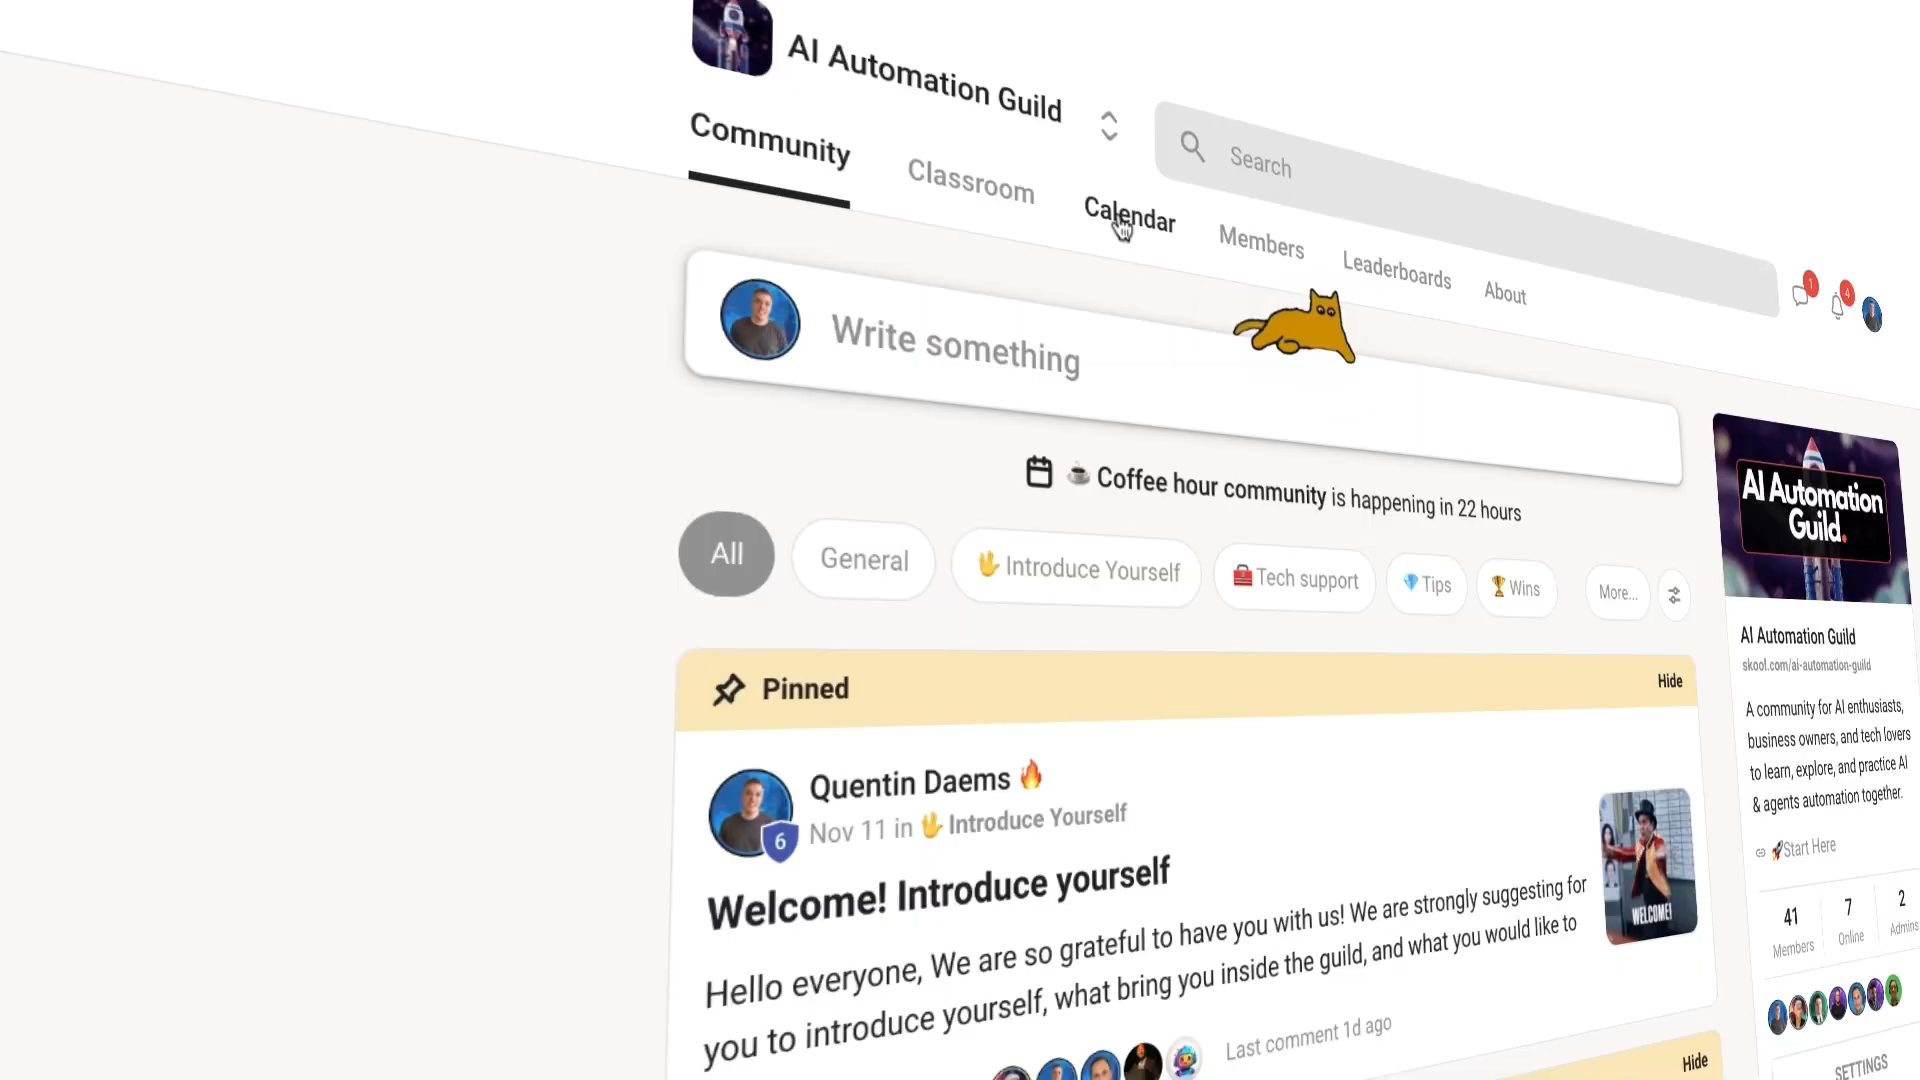 AI Automation Guild
Search
1
4
Community
Classroom
Calendar
Members
Leaderboards
About
Write something
☕ Coffee hour community is happening in 22 hours
All
General
🖖 Introduce Yourself
🧰 Tech support
💎 Tips
🏆 Wins
More...
Pinned
Hide
Quentin Daems 🔥
6
Nov 11 in 🖖 Introduce Yourself
Welcome! Introduce yourself
Hello everyone, We are so grateful to have you with us! We are strongly suggesting for
you to introduce yourself, what bring you inside the guild, and what you would like to
WELCOME!
Last comment 1d ago
Hide
AI Automation
Guild.
AI Automation Guild
skool.com/ai-automation-guild
A community for AI enthusiasts,
business owners, and tech lovers
to learn, explore, and practice AI
& agents automation together.
🚀Start Here
41
Members
7
Online
2
Admins
SETTINGS